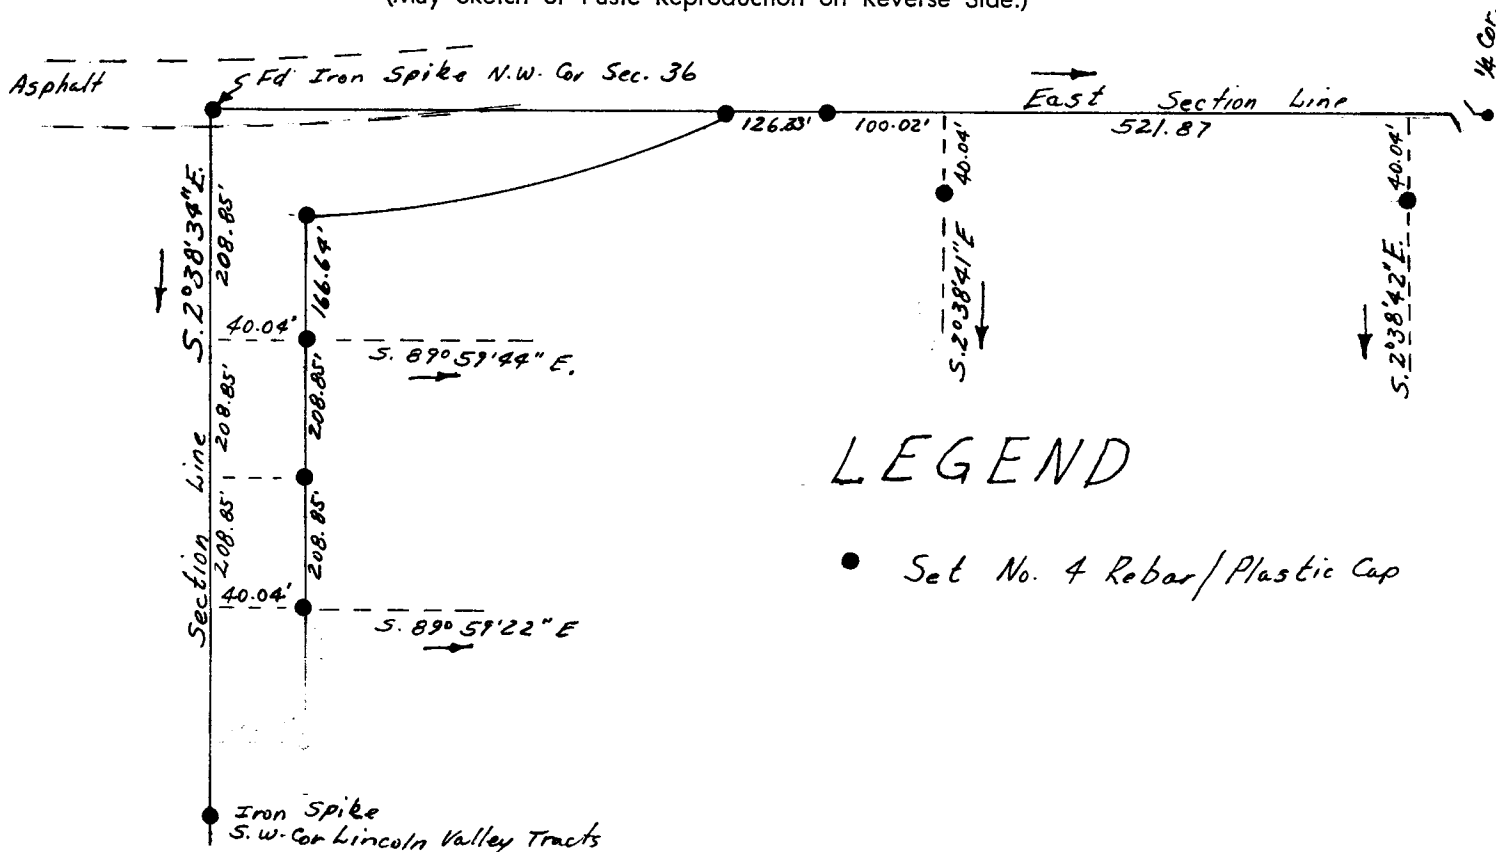 (May Sketch or Paste Reproduction on Reverse Side.)
¼ Cor.
Asphalt
Fd Iron Spike N.W. Cor Sec. 36
East Section Line
126.33'
100.02'
521.87
40.04'
40.04'
S. 2° 38' 34" E.
208.85'
166.64'
S. 2° 38' 41" E
S. 2° 38' 42" E.
40.04'
S. 89° 59' 44" E.
208.85'
208.85'
Section Line
208.85'
208.85'
40.04'
S. 89° 59' 22" E
LEGEND
Set No. 4 Rebar/Plastic Cap
Iron Spike
S.W. Cor Lincoln Valley Tracts